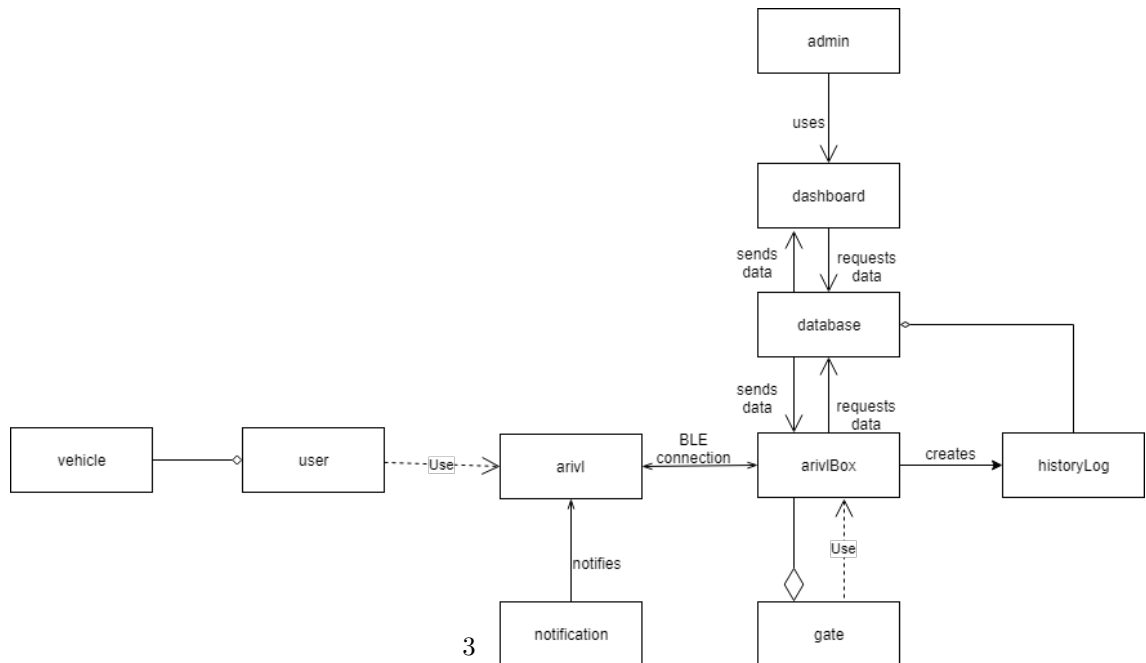 admin
uses
dashboard
sends
data
requests
data
database
sends
data
requests
data
vehicle
user
Use
arivl
BLE
connection
arivlBox
creates
historyLog
notifies
Use
3
notification
gate